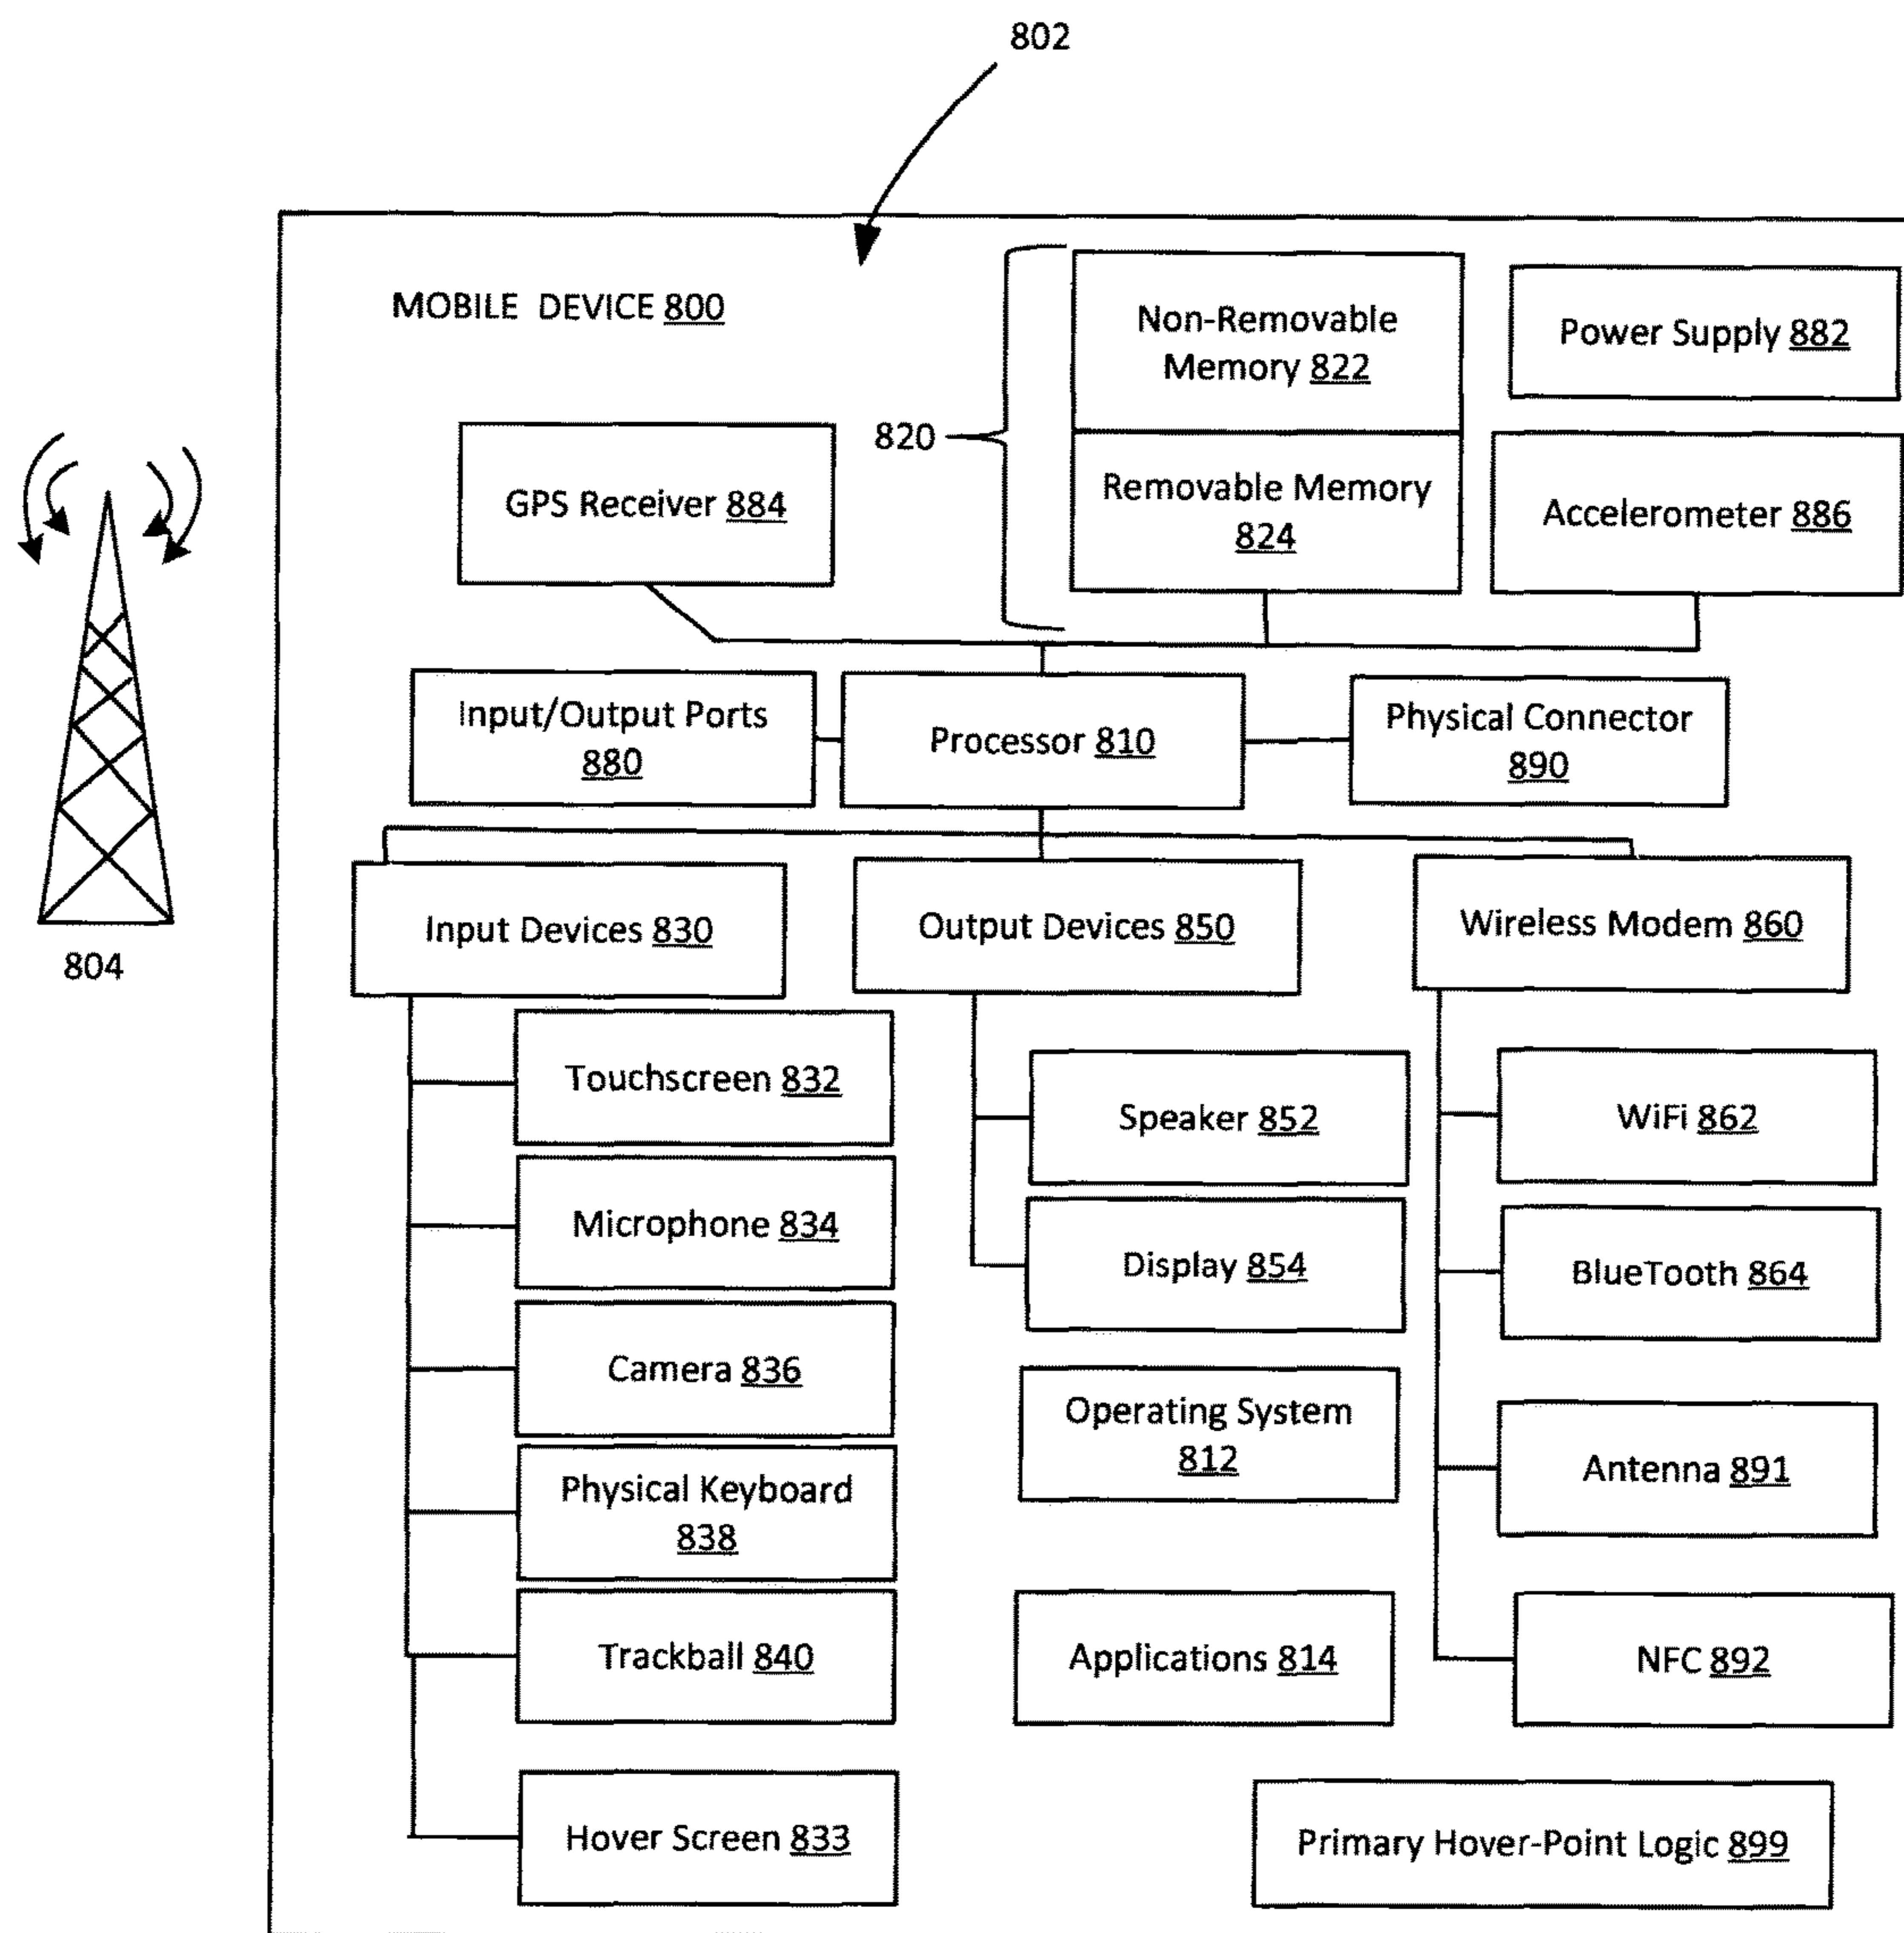 802
MOBILE DEVICE 800
Non-Removable
Memory 822
Power Supply 882
820
GPS Receiver 884
Removable Memory
824
Accelerometer 886
Input/Output Ports
880
Processor 810
Physical Connector
890
Input Devices 830
Output Devices 850
Wireless Modem 860
804
Touchscreen 832
Speaker 852
WiFi 862
Microphone 834
Display 854
BlueTooth 864
Camera 836
Operating System
812
Antenna 891
Physical Keyboard
838
Trackball 840
Applications 814
NFC 892
Hover Screen 833
Primary Hover-Point Logic 899